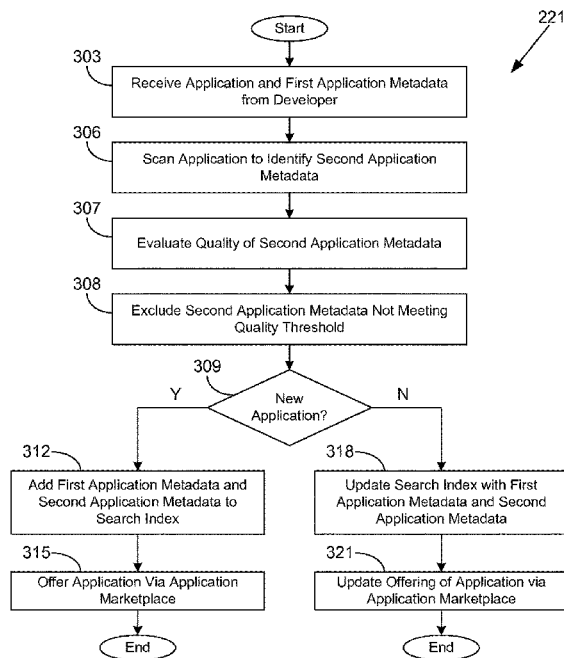 Start
221
303
Receive Application and First Application Metadata
from Developer
306
Scan Application to Identify Second Application
Metadata
307
Evaluate Quality of Second Application Metadata
308
Exclude Second Application Metadata Not Meeting
Quality Threshold
309
New
Application?
Y
N
312
Add First Application Metadata and
Second Application Metadata to
Search Index
318
Update Search Index with First
Application Metadata and Second
Application Metadata
315
Offer Application Via Application
Marketplace
321
Update Offering of Application via
Application Marketplace
End
End